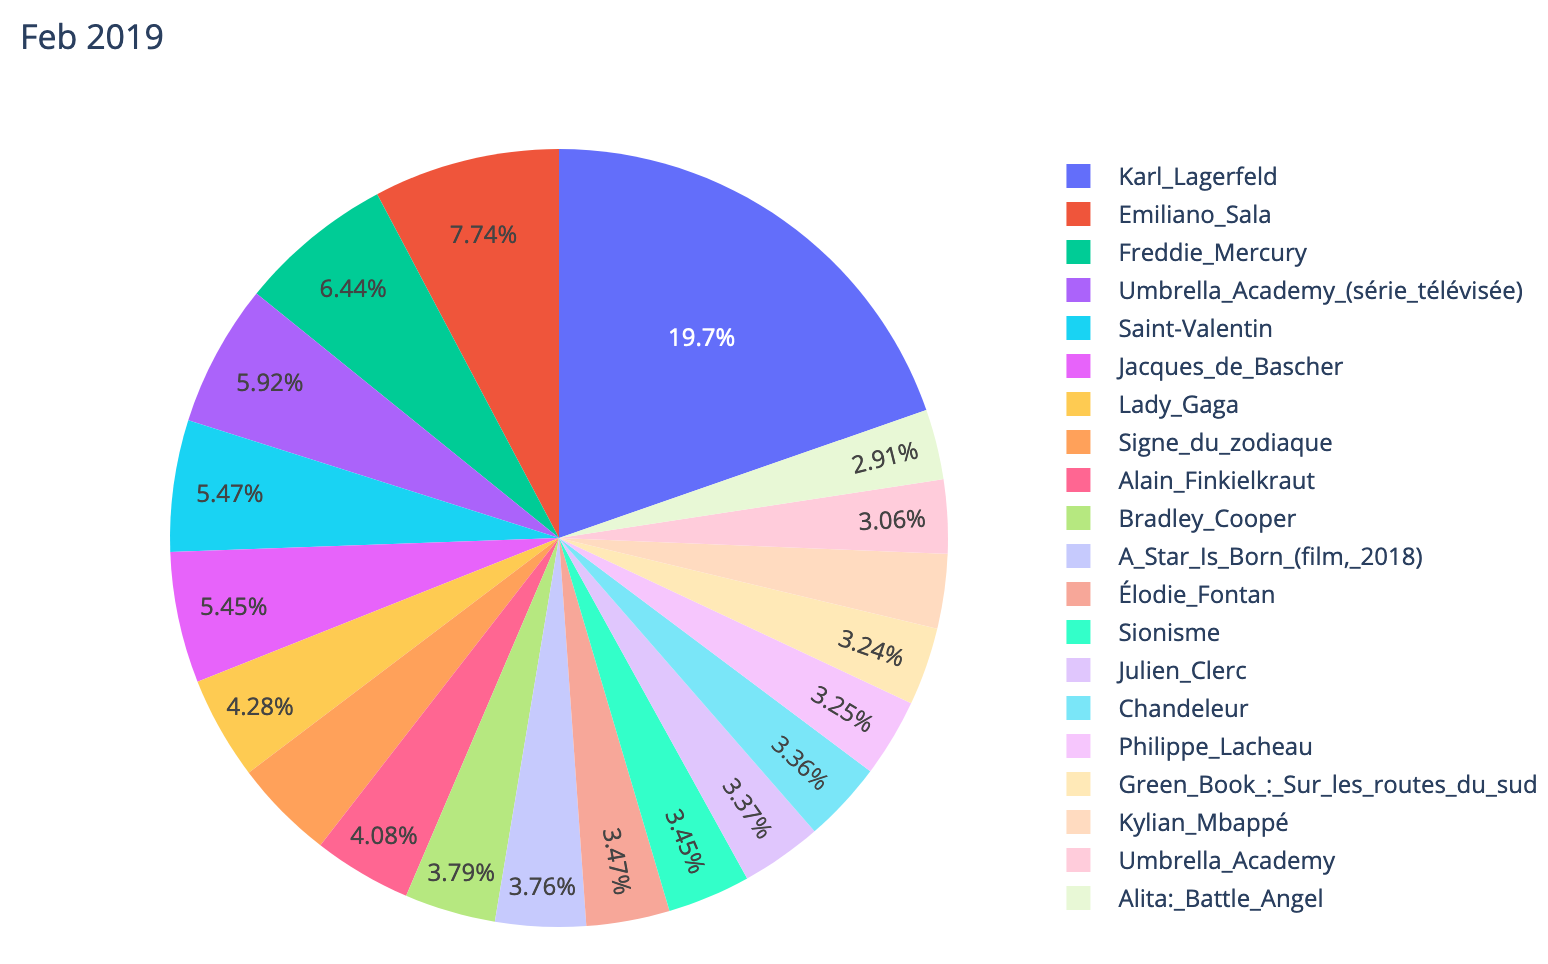 Feb 2019
19.7%
7.74%
6.44%
5.92%
5.47%
5.45%
4.28%
4.08%
3.79%
3.76%
3.47%
3.45%
3.37%
3.36%
3.25%
3.24%
3.06%
2.91%
Karl_Lagerfeld
Emiliano_Sala
Freddie_Mercury
Umbrella_Academy_(série_télévisée)
Saint-Valentin
Jacques_de_Bascher
Lady_Gaga
Signe_du_zodiaque
Alain_Finkielkraut
Bradley_Cooper
A_Star_Is_Born_(film,_2018)
Élodie_Fontan
Sionisme
Julien_Clerc
Chandeleur
Philippe_Lacheau
Green_Book_:_Sur_les_routes_du_sud
Kylian_Mbappé
Umbrella_Academy
Alita:_Battle_Angel